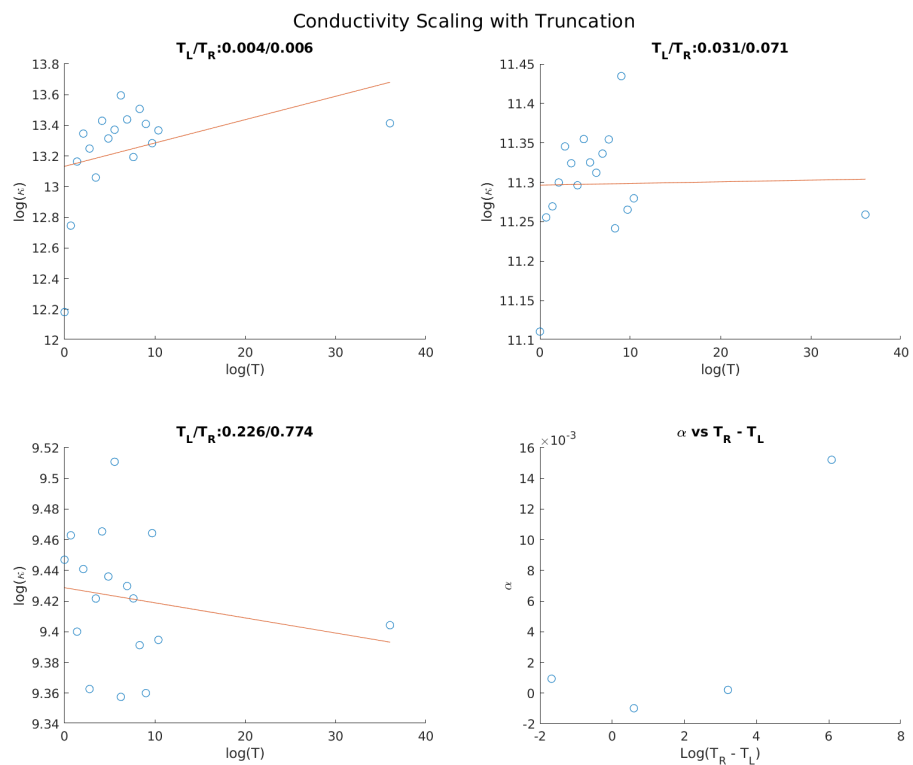 Conductivity Scaling with Truncation
T_L/T_R:0.004/0.006
13.8
13.6
13.4
13.2
13
12.8
12.6
12.4
12.2
12
log(κ)
0 10 20 30 40
log(T)
T_L/T_R:0.031/0.071
11.45
11.4
11.35
11.3
11.25
11.2
11.15
11.1
log(κ)
0 10 20 30 40
log(T)
T_L/T_R:0.226/0.774
9.52
9.5
9.48
9.46
9.44
9.42
9.4
9.38
9.36
9.34
log(κ)
0 10 20 30 40
log(T)
α vs T_R - T_L
×10⁻³
16
14
12
10
8
6
4
2
0
-2
α
-2 0 2 4 6 8
Log(T_R - T_L)